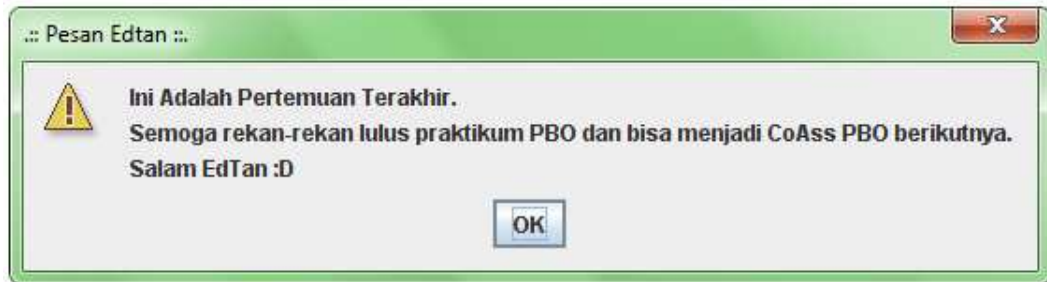 .:: Pesan Edtan ::.
Ini Adalah Pertemuan Terakhir.
Semoga rekan-rekan lulus praktikum PBO dan bisa menjadi CoAss PBO berikutnya.
Salam EdTan :D
OK